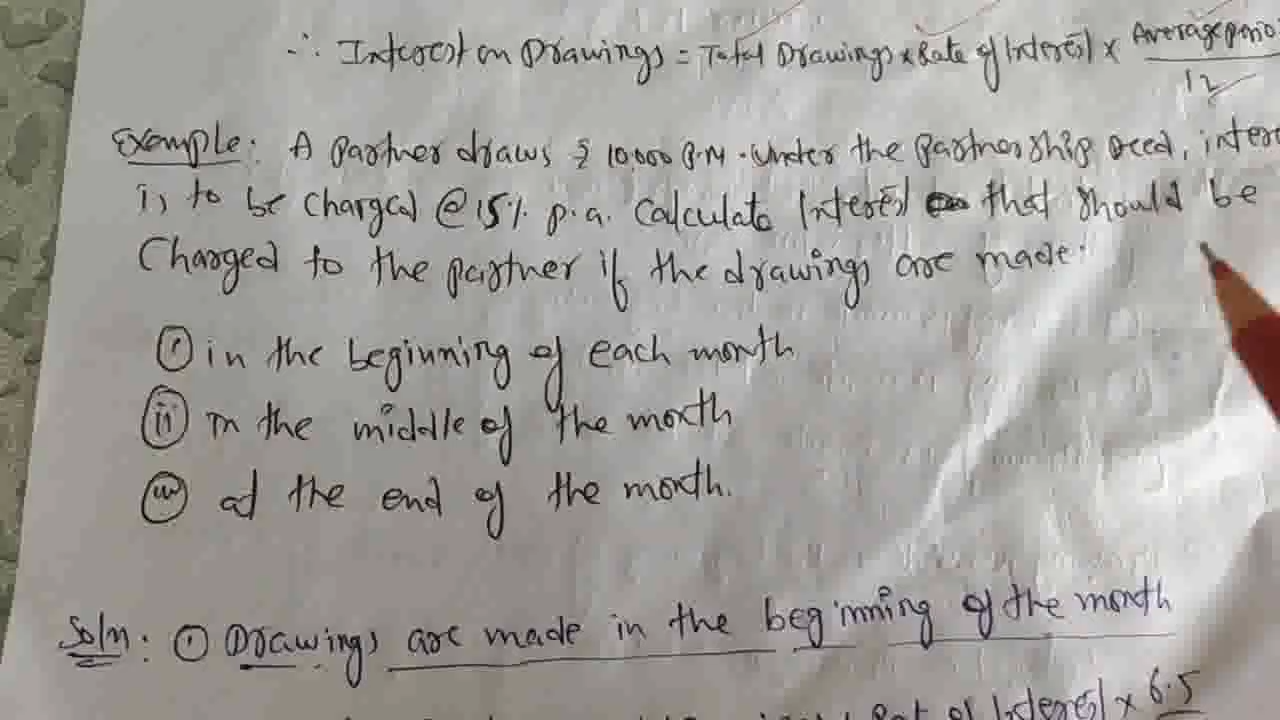 ∴ Interest on Drawings = Total Drawings × Rate of Interest × Average perio
12
Example: A Partner draws ₹ 10,000 P.M. Under the Partnership Deed, inter
is to be charged @ 15% p.a. Calculate Interest that should be
Charged to the partner if the drawings are made:
(i) in the beginning of each month
(ii) in the middle of the month
(iii) at the end of the month.
Soln: (i) Drawings are made in the beginning of the month
of Interest × 6.5